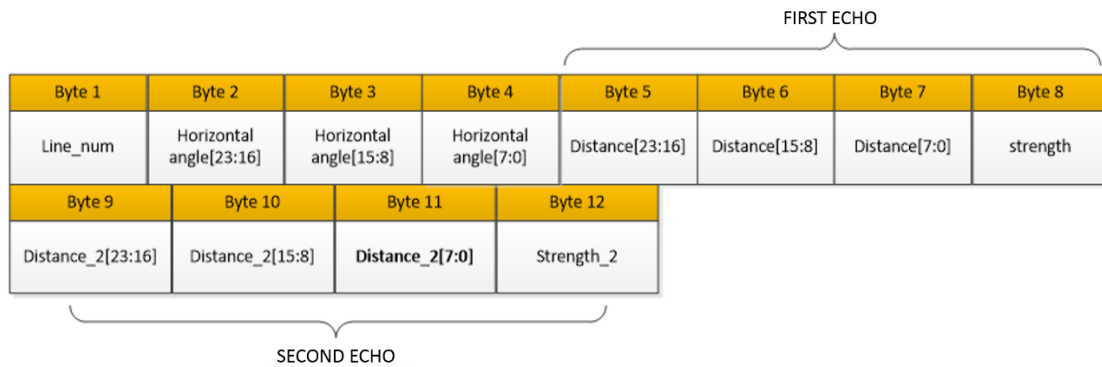 FIRST ECHO
Byte 1 Byte 2 Byte 3 Byte 4 Byte 5 Byte 6 Byte 7 Byte 8
Line_num Horizontal angle[23:16] Horizontal angle[15:8] Horizontal angle[7:0] Distance[23:16] Distance[15:8] Distance[7:0] strength
Byte 9 Byte 10 Byte 11 Byte 12
Distance_2[23:16] Distance_2[15:8] Distance_2[7:0] Strength_2
SECOND ECHO